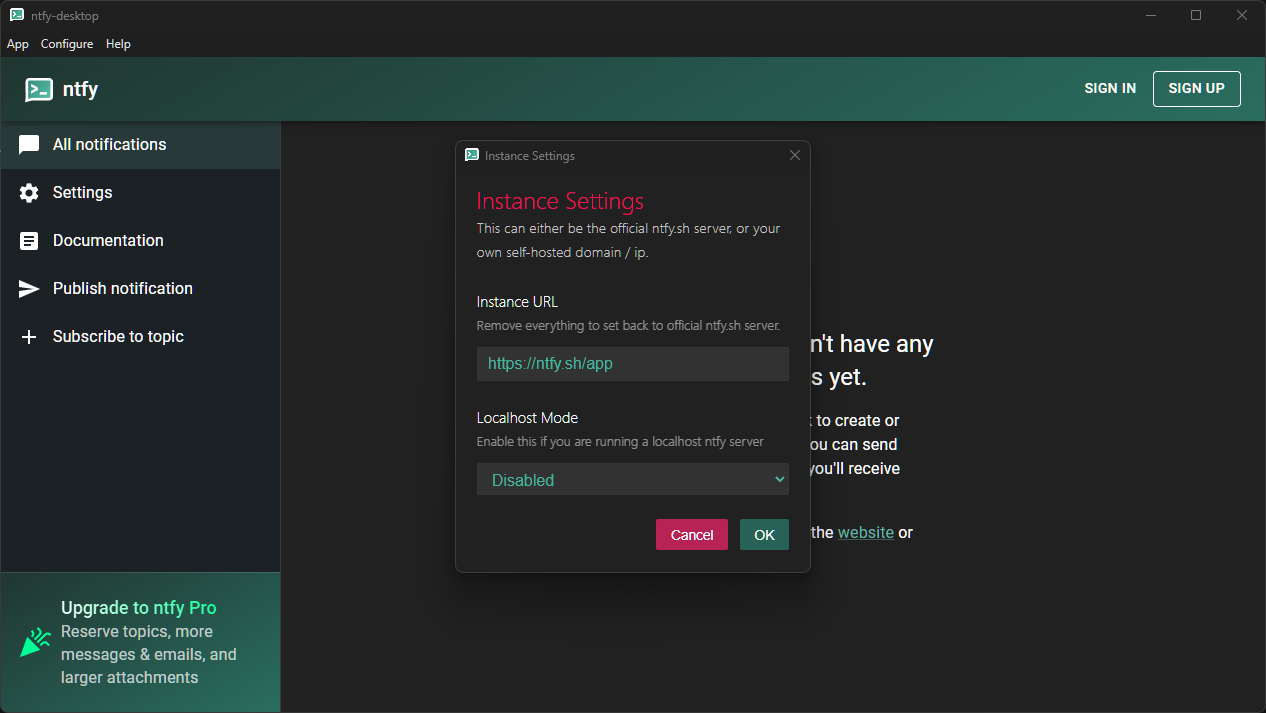 ntfy-desktop
App Configure Help
ntfy
SIGN IN
SIGN UP
All notifications
Settings
Documentation
Publish notification
Subscribe to topic
Upgrade to ntfy Pro
Reserve topics, more
messages & emails, and
larger attachments
Instance Settings
Instance Settings
This can either be the official ntfy.sh server, or your
own self-hosted domain / ip.
Instance URL
Remove everything to set back to official ntfy.sh server.
https://ntfy.sh/app
Localhost Mode
Enable this if you are running a localhost ntfy server
Disabled
Cancel OK
n't have any
s yet.
to create or
ou can send
you'll receive
the website or